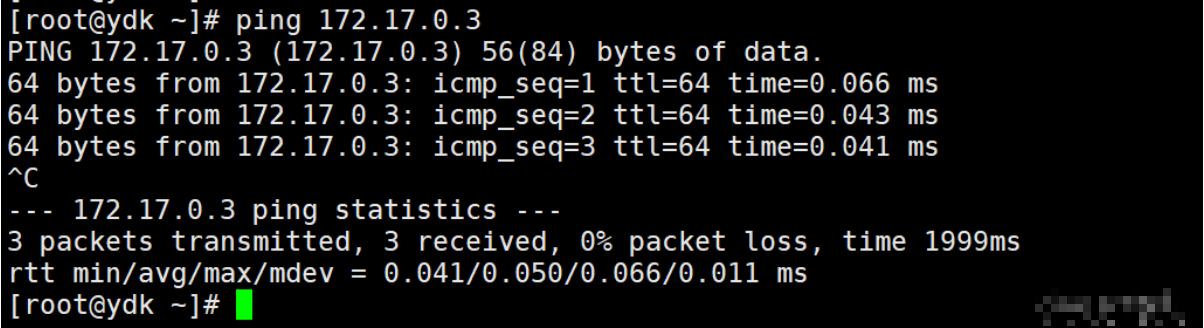 [root@ydk ~]# ping 172.17.0.3
PING 172.17.0.3 (172.17.0.3) 56(84) bytes of data.
64 bytes from 172.17.0.3: icmp_seq=1 ttl=64 time=0.066 ms
64 bytes from 172.17.0.3: icmp_seq=2 ttl=64 time=0.043 ms
64 bytes from 172.17.0.3: icmp_seq=3 ttl=64 time=0.041 ms
^C
--- 172.17.0.3 ping statistics ---
3 packets transmitted, 3 received, 0% packet loss, time 1999ms
rtt min/avg/max/mdev = 0.041/0.050/0.066/0.011 ms
[root@ydk ~]#